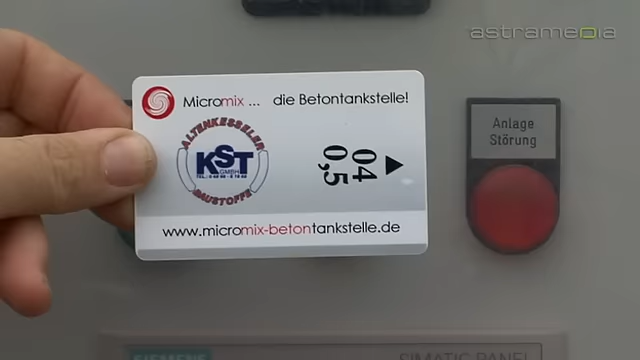 astramedia
Micromix ... die Betontankstelle!
ALTENKESSELER
KST
GMBH
BAUSTOFFE
04
0,5
www.micromix-betontankstelle.de
Anlage
Störung
SIEMENS
SIMATIC PANEL